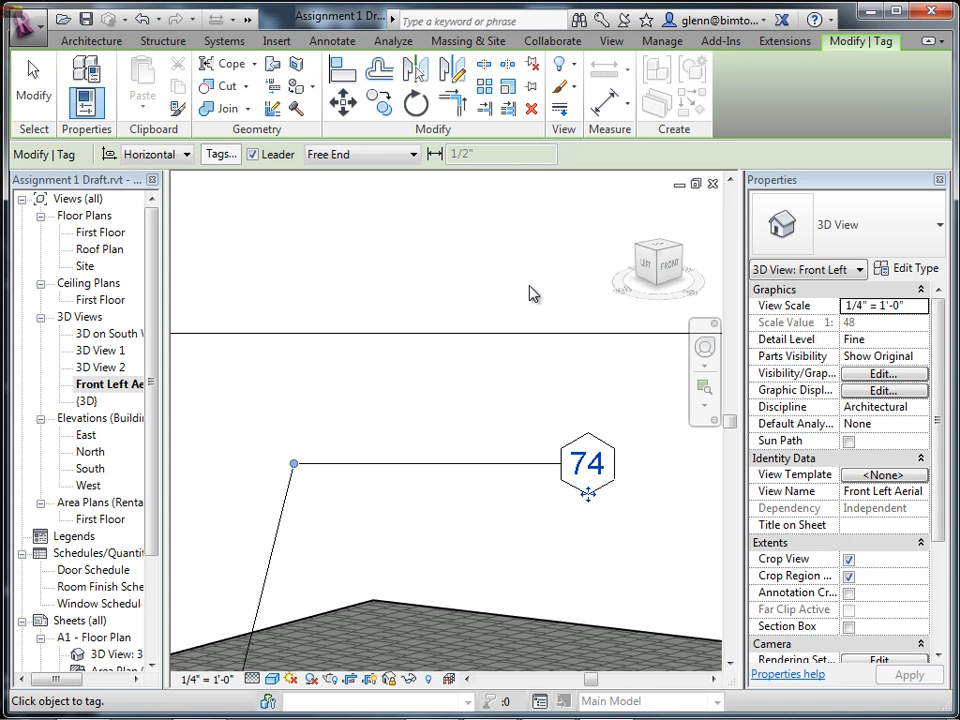 Assignment 1 Dr...
Type a keyword or phrase
glenn@bimto...
Architecture Structure Systems Insert Annotate Analyze Massing & Site Collaborate View Manage Add-Ins Extensions Modify | Tag
Modify
Paste
Cope
Cut
Join
Select Properties Clipboard Geometry Modify View Measure Create
Modify | Tag Horizontal Tags... Leader Free End 1/2"
Assignment 1 Draft.rvt - ...
Views (all)
Floor Plans
First Floor
Roof Plan
Site
Ceiling Plans
First Floor
3D Views
3D on South
3D View 1
3D View 2
Front Left Ae
{3D}
Elevations (Buildin
East
North
South
West
Area Plans (Renta
First Floor
Legends
Schedules/Quantit
Door Schedule
Room Finish Sche
Window Schedul
Sheets (all)
A1 - Floor Plan
3D View: 3
LEFT FRONT
74
1/4" = 1'-0"
Properties
3D View
3D View: Front Left Edit Type
Graphics
View Scale 1/4" = 1'-0"
Scale Value 1: 48
Detail Level Fine
Parts Visibility Show Original
Visibility/Grap... Edit...
Graphic Displ... Edit...
Discipline Architectural
Default Analy... None
Sun Path
Identity Data
View Template <None>
View Name Front Left Aerial
Dependency Independent
Title on Sheet
Extents
Crop View
Crop Region ...
Annotation Cr...
Far Clip Active
Section Box
Camera
Rendering Set... Edit...
Properties help Apply
Click object to tag.
:0
Main Model